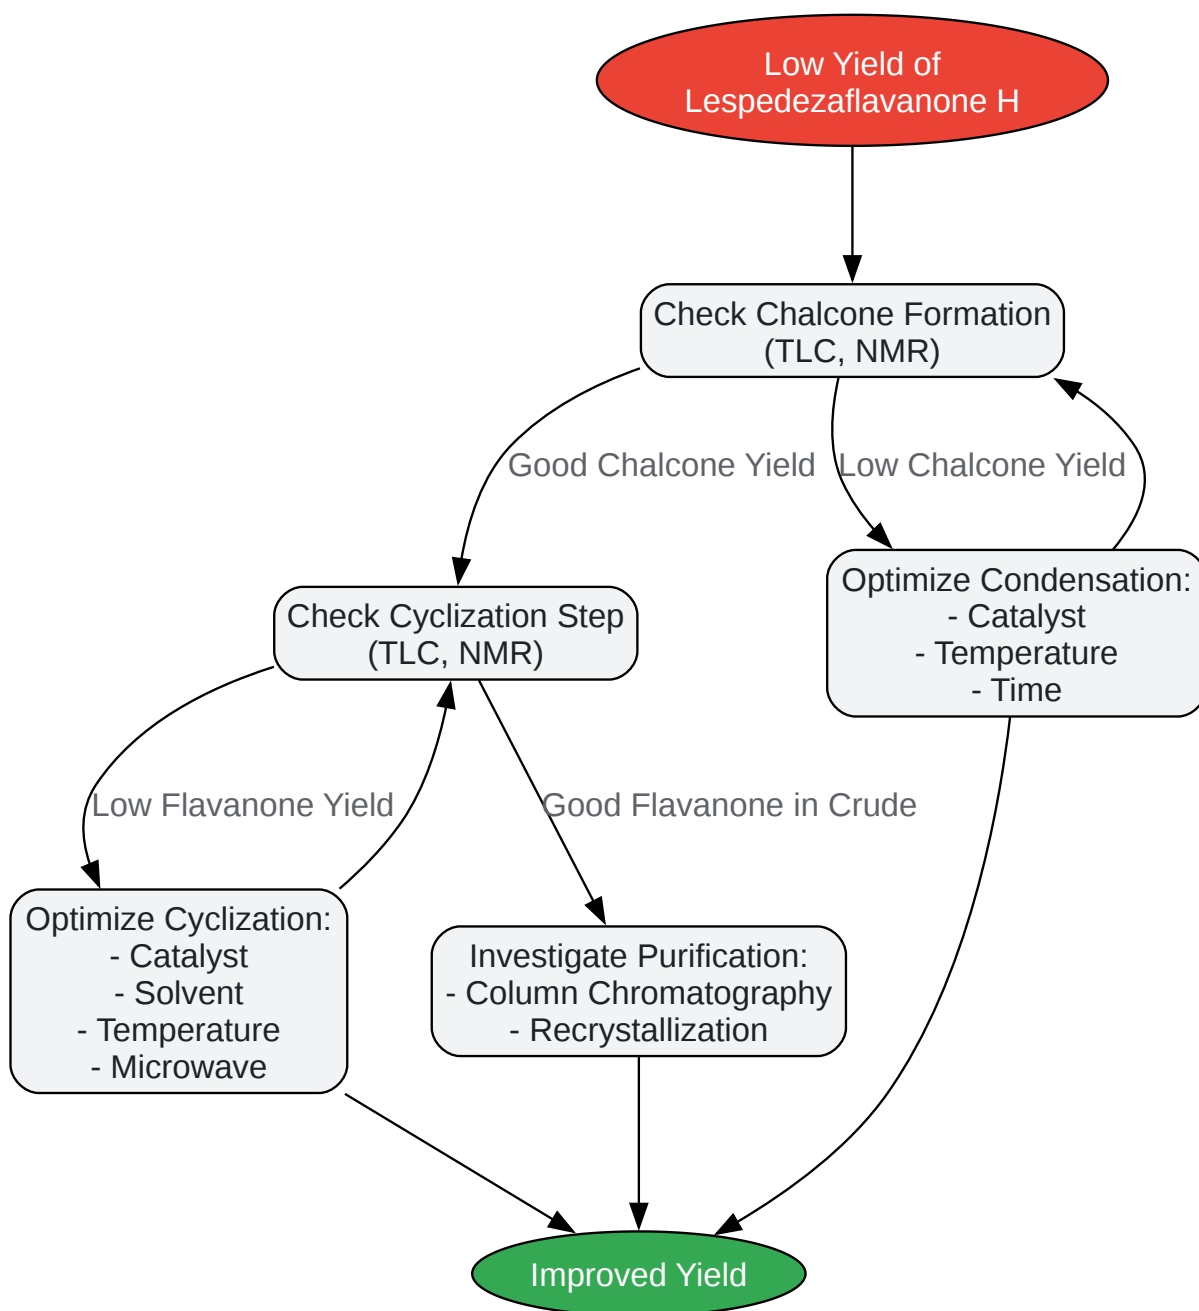 Low Yield of
Lespedezaflavanone H
Check Chalcone Formation
(TLC, NMR)
Good Chalcone Yield
Low Chalcone Yield
Optimize Condensation:
- Catalyst
- Temperature
- Time
Check Cyclization Step
(TLC, NMR)
Low Flavanone Yield
Good Flavanone in Crude
Optimize Cyclization:
- Catalyst
- Solvent
- Temperature
- Microwave
Investigate Purification:
- Column Chromatography
- Recrystallization
Improved Yield